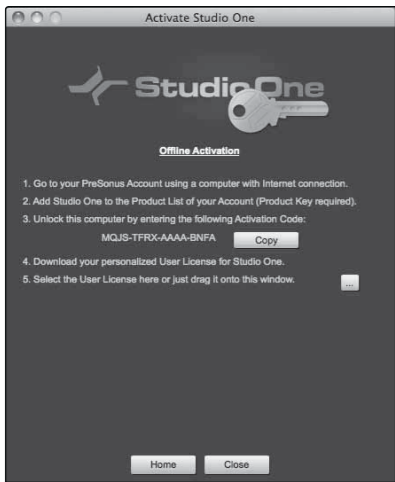 Activate Studio One
Studio One
Offline Activation
1. Go to your PreSonus Account using a computer with Internet connection.
2. Add Studio One to the Product List of your Account (Product Key required).
3. Unlock this computer by entering the following Activation Code:
MQJS-TFRX-AAAA-BNFA Copy
4. Download your personalized User License for Studio One.
5. Select the User License here or just drag it onto this window. ...
Home Close